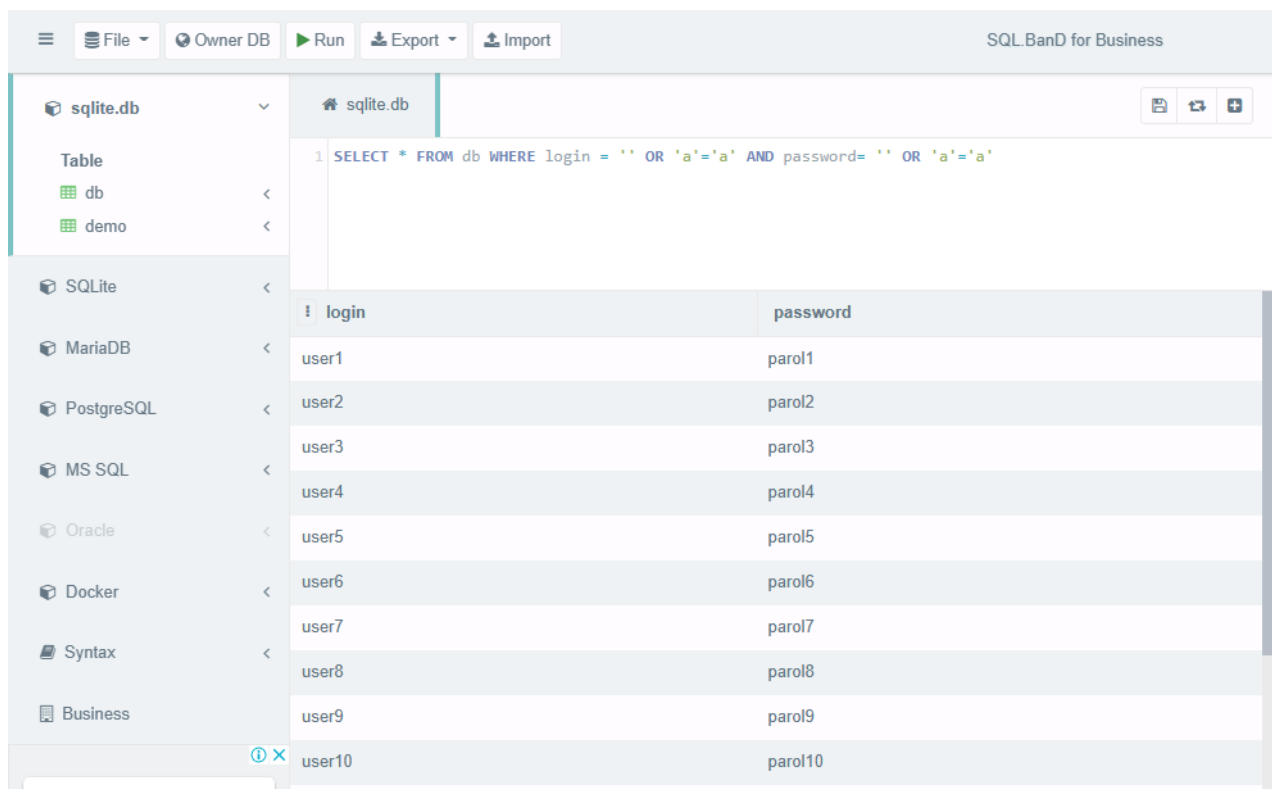 File Owner DB Run Export Import SQL.BanD for Business
sqlite.db
Table
db
demo
SQLite
MariaDB
PostgreSQL
MS SQL
Oracle
Docker
Syntax
Business
sqlite.db
1 SELECT * FROM db WHERE login = '' OR 'a'='a' AND password= '' OR 'a'='a'
login password
user1 parol1
user2 parol2
user3 parol3
user4 parol4
user5 parol5
user6 parol6
user7 parol7
user8 parol8
user9 parol9
user10 parol10